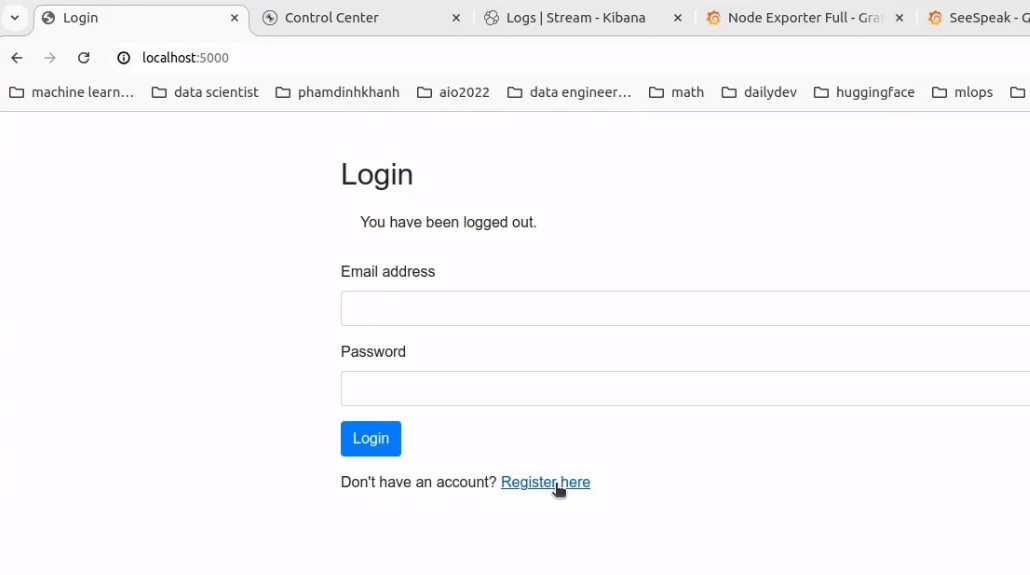 Login
Control Center
Logs | Stream - Kibana
Node Exporter Full - Gra
SeeSpeak - G
localhost:5000
machine learn...
data scientist
phamdinhkhanh
aio2022
data engineer...
math
dailydev
huggingface
mlops
Login
You have been logged out.
Email address
Password
Login
Don't have an account? Register here